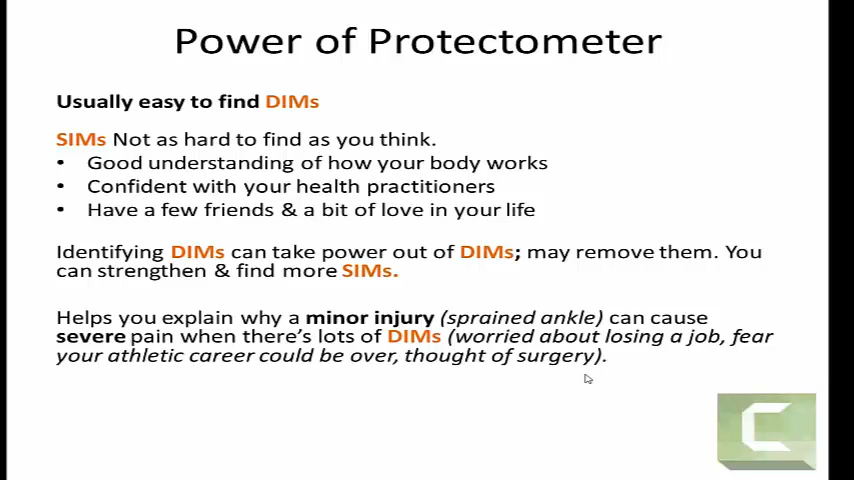 Power of Protectometer
Usually easy to find DIMs
SIMs Not as hard to find as you think.
• Good understanding of how your body works
• Confident with your health practitioners
• Have a few friends & a bit of love in your life
Identifying DIMs can take power out of DIMs; may remove them. You
can strengthen & find more SIMs.
Helps you explain why a minor injury (sprained ankle) can cause
severe pain when there's lots of DIMs (worried about losing a job, fear
your athletic career could be over, thought of surgery).
C